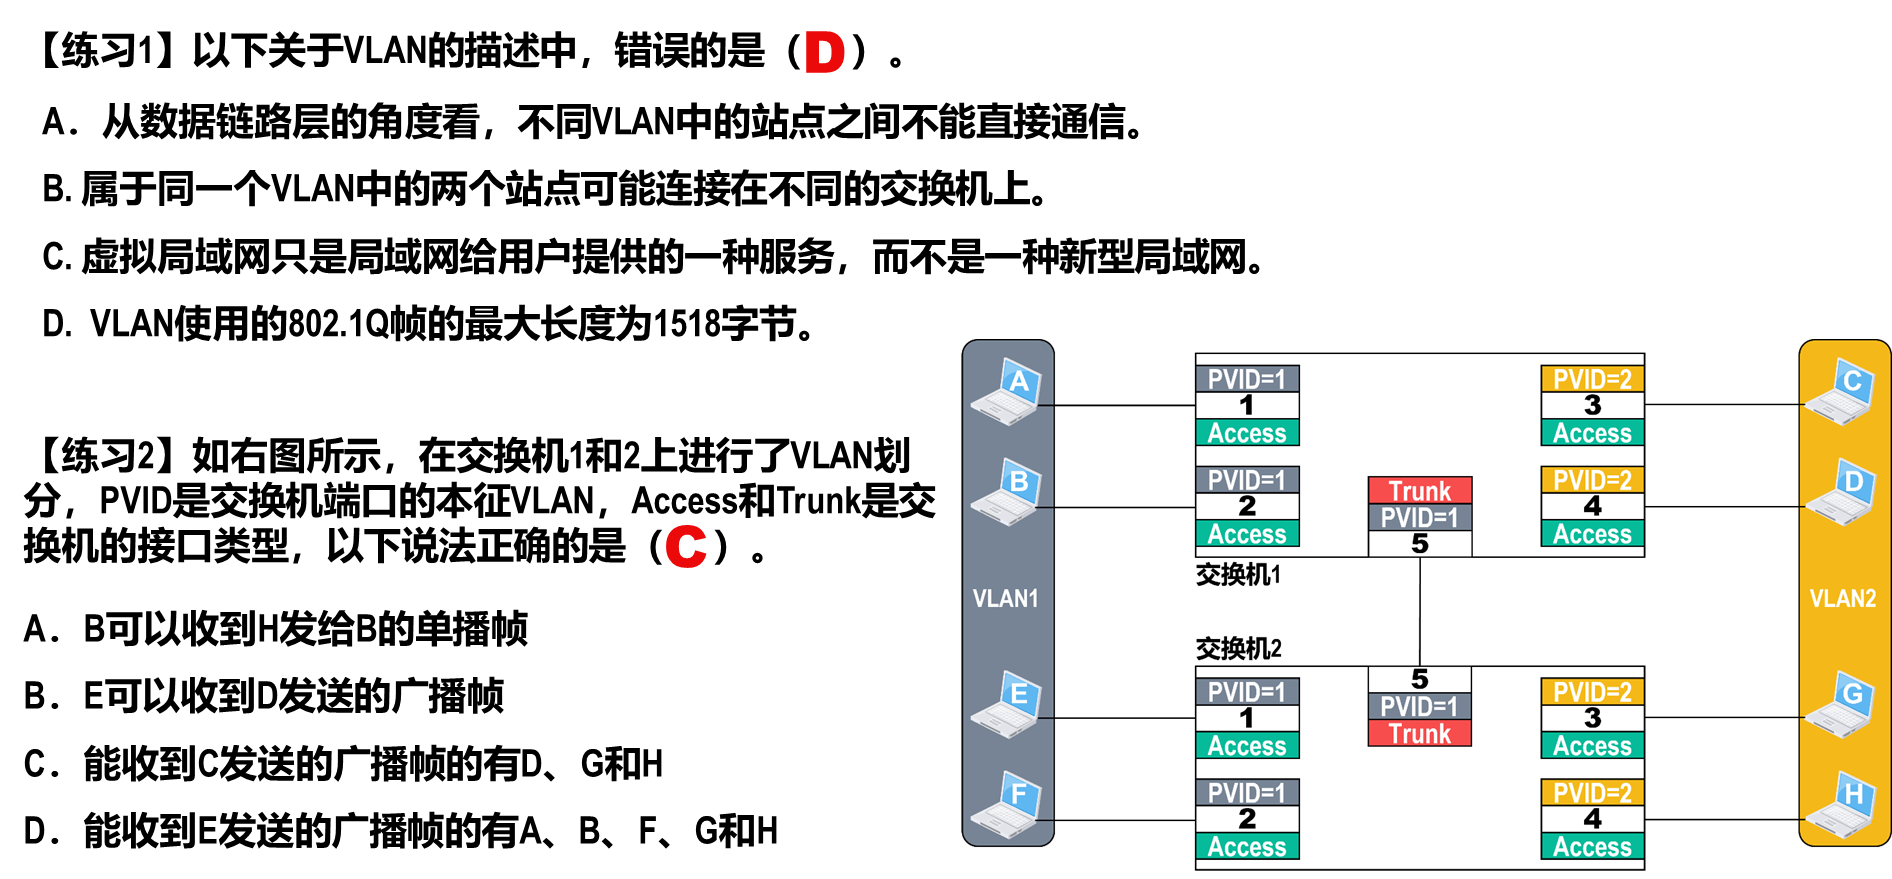 【练习1】以下关于VLAN的描述中，错误的是（D）。
A．从数据链路层的角度看，不同VLAN中的站点之间不能直接通信。
B. 属于同一个VLAN中的两个站点可能连接在不同的交换机上。
C. 虚拟局域网只是局域网给用户提供的一种服务，而不是一种新型局域网。
D. VLAN使用的802.1Q帧的最大长度为1518字节。
【练习2】如右图所示，在交换机1和2上进行了VLAN划
分，PVID是交换机端口的本征VLAN，Access和Trunk是交
换机的接口类型，以下说法正确的是（C）。
A．B可以收到H发给B的单播帧
B．E可以收到D发送的广播帧
C．能收到C发送的广播帧的有D、G和H
D．能收到E发送的广播帧的有A、B、F、G和H
A
B
VLAN1
E
F
PVID=1
1
Access
PVID=1
2
Access
Trunk
PVID=1
5
PVID=2
3
Access
PVID=2
4
Access
交换机1
交换机2
PVID=1
1
Access
PVID=1
2
Access
5
PVID=1
Trunk
PVID=2
3
Access
PVID=2
4
Access
C
D
VLAN2
G
H